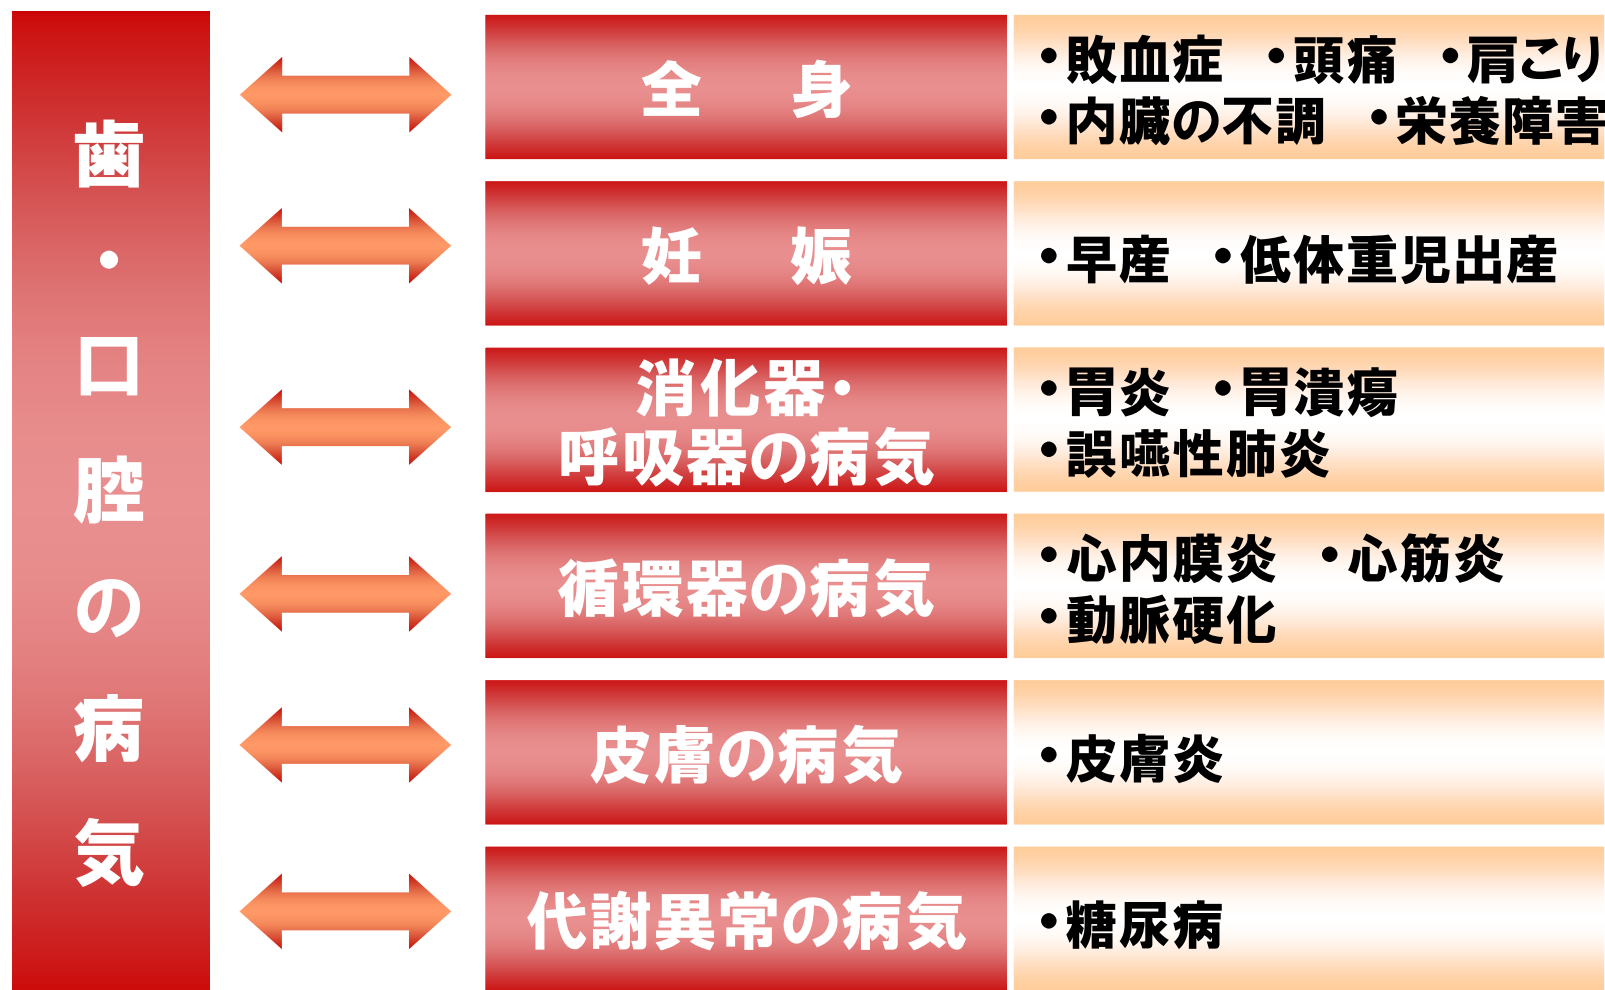 歯・口腔の病気
全　身
・敗血症　・頭痛　・肩こり
・内臓の不調　・栄養障害
妊　娠
・早産　・低体重児出産
消化器・
呼吸器の病気
・胃炎　・胃潰瘍
・誤嚥性肺炎
循環器の病気
・心内膜炎　・心筋炎
・動脈硬化
皮膚の病気
・皮膚炎
代謝異常の病気
・糖尿病